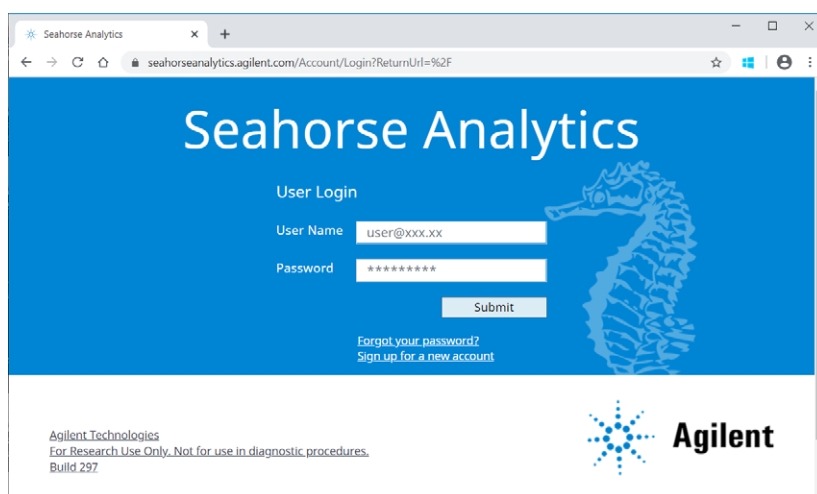 Seahorse Analytics
seahorseanalytics.agilent.com/Account/Login?ReturnUrl=%2F
Seahorse Analytics
User Login
User Name user@xxx.xx
Password *********
Submit
Forgot your password?
Sign up for a new account
Agilent Technologies
For Research Use Only. Not for use in diagnostic procedures.
Build 297
Agilent